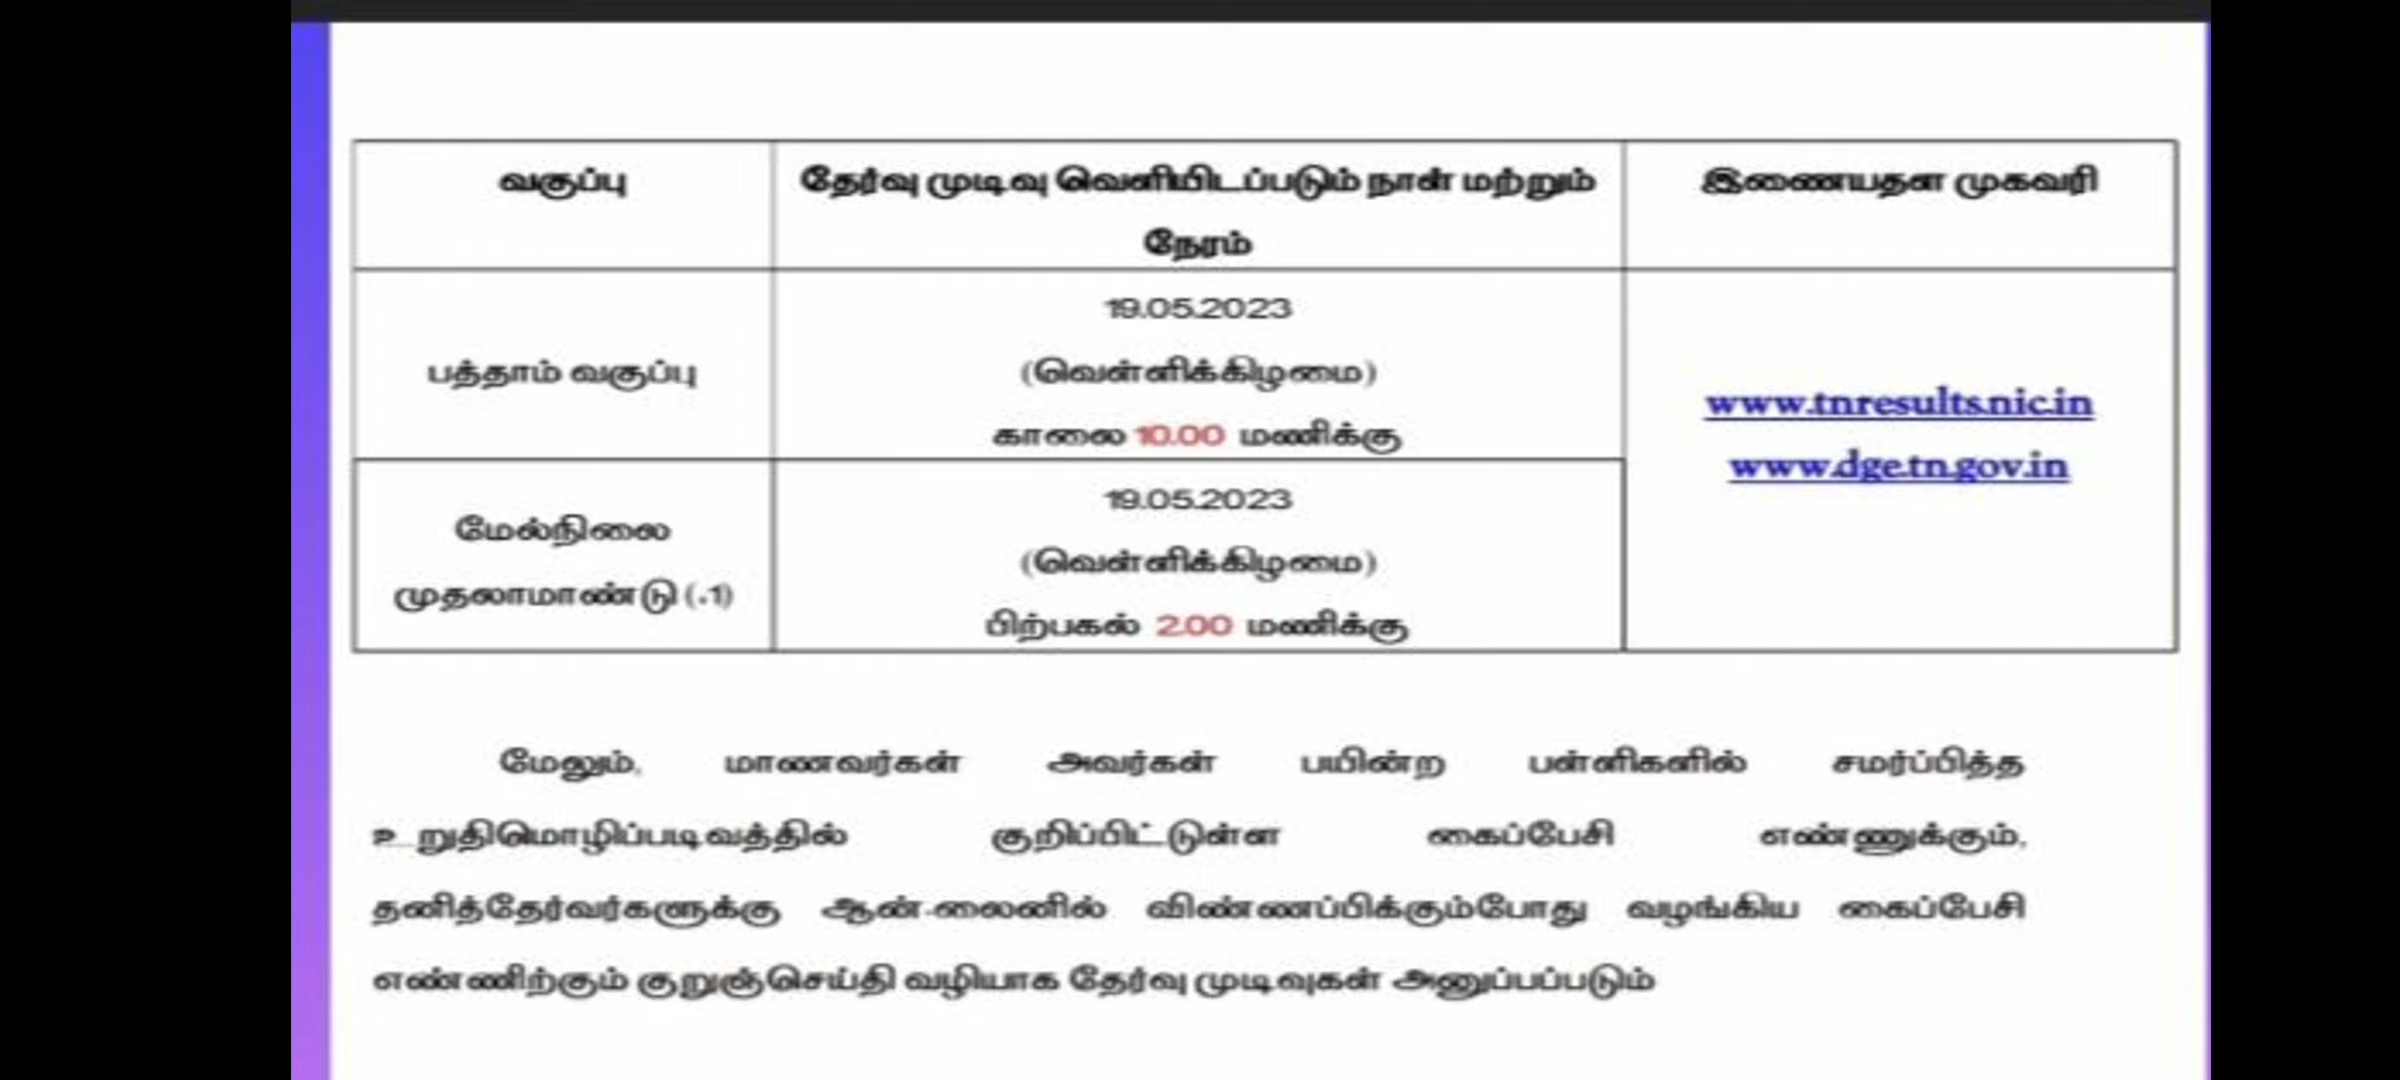 வகுப்பு
தேர்வு முடிவு வெளியிடப்படும் நாள் மற்றும்
நேரம்
இணையதள முகவரி
பத்தாம் வகுப்பு
19.05.2023
(வெள்ளிக்கிழமை)
காலை 10.00 மணிக்கு
www.tnresults.nic.in
www.dge.tn.gov.in
மேல்நிலை
முதலாமாண்டு (.1)
19.05.2023
(வெள்ளிக்கிழமை)
பிற்பகல் 2.00 மணிக்கு
மேலும், மாணவர்கள் அவர்கள் பயின்ற பள்ளிகளில் சமர்ப்பித்த
உறுதிமொழிப்படிவத்தில் குறிப்பிட்டுள்ள கைப்பேசி எண்ணுக்கும்,
தனித்தேர்வர்களுக்கு ஆன்-லைனில் விண்ணப்பிக்கும்போது வழங்கிய கைப்பேசி
எண்ணிற்கும் குறுஞ்செய்தி வழியாக தேர்வு முடிவுகள் அனுப்பப்படும்